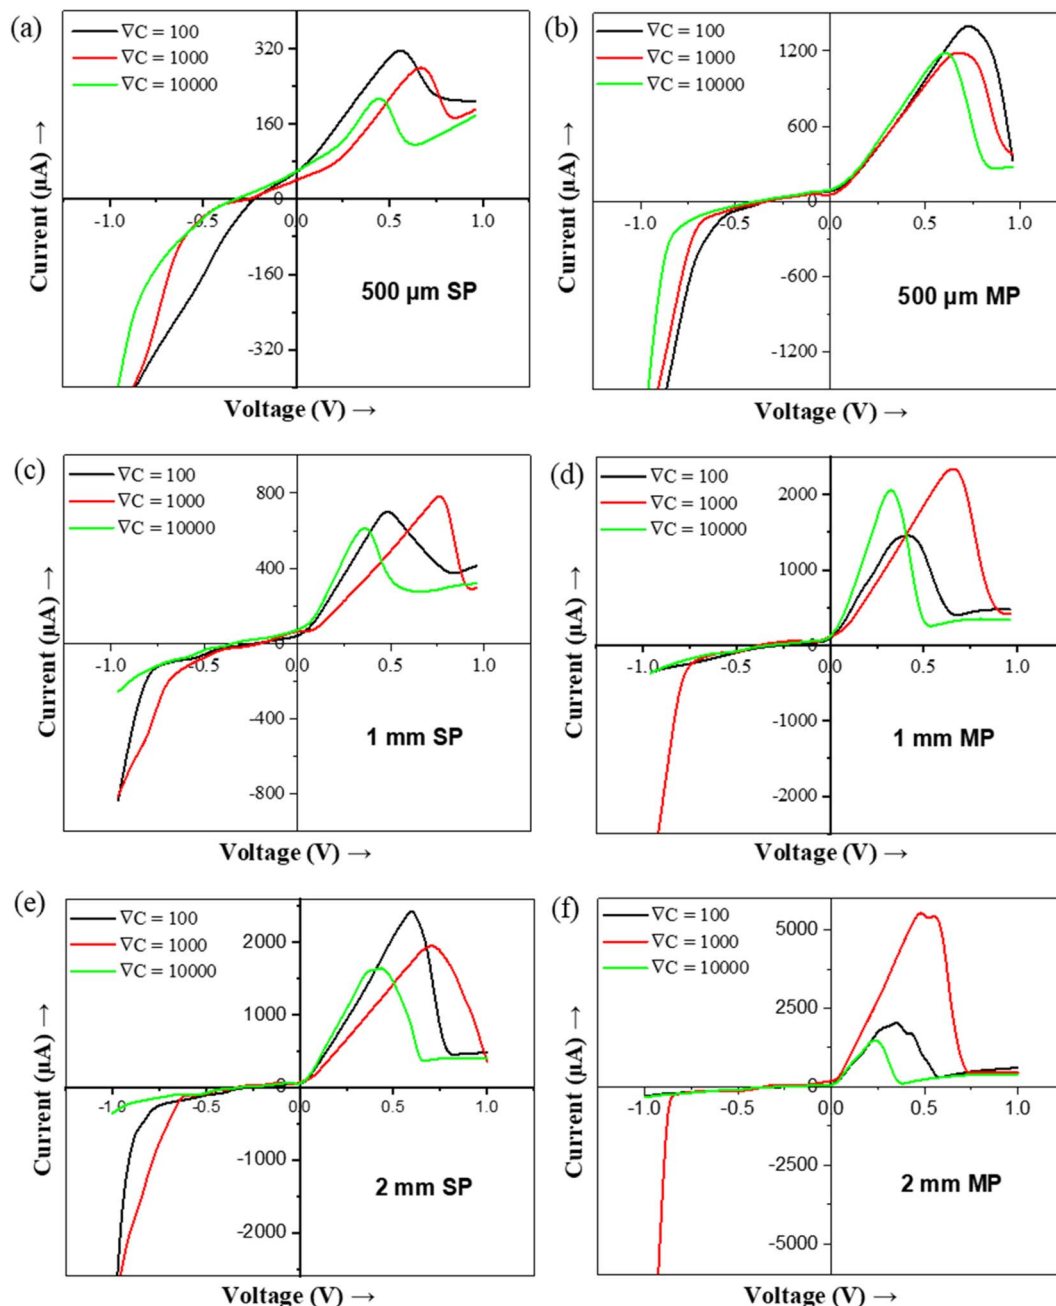 (a)
∇C = 100
∇C = 1000
∇C = 10000
320
160
0
-160
-320
-1.0
-0.5
0.0
0.5
1.0
Current (µA) →
Voltage (V) →
500 µm SP
(b)
∇C = 100
∇C = 1000
∇C = 10000
1200
600
0
-600
-1200
-1.0
-0.5
0.0
0.5
1.0
Current (µA) →
Voltage (V) →
500 µm MP
(c)
∇C = 100
∇C = 1000
∇C = 10000
800
400
0
-400
-800
-1.0
-0.5
0.0
0.5
1.0
Current (µA) →
Voltage (V) →
1 mm SP
(d)
∇C = 100
∇C = 1000
∇C = 10000
2000
1000
0
-1000
-2000
-1.0
-0.5
0.0
0.5
1.0
Current (µA) →
Voltage (V) →
1 mm MP
(e)
∇C = 100
∇C = 1000
∇C = 10000
2000
1000
0
-1000
-2000
-1.0
-0.5
0.0
0.5
1.0
Current (µA) →
Voltage (V) →
2 mm SP
(f)
∇C = 100
∇C = 1000
∇C = 10000
5000
2500
0
-2500
-5000
-1.0
-0.5
0.0
0.5
1.0
Current (µA) →
Voltage (V) →
2 mm MP